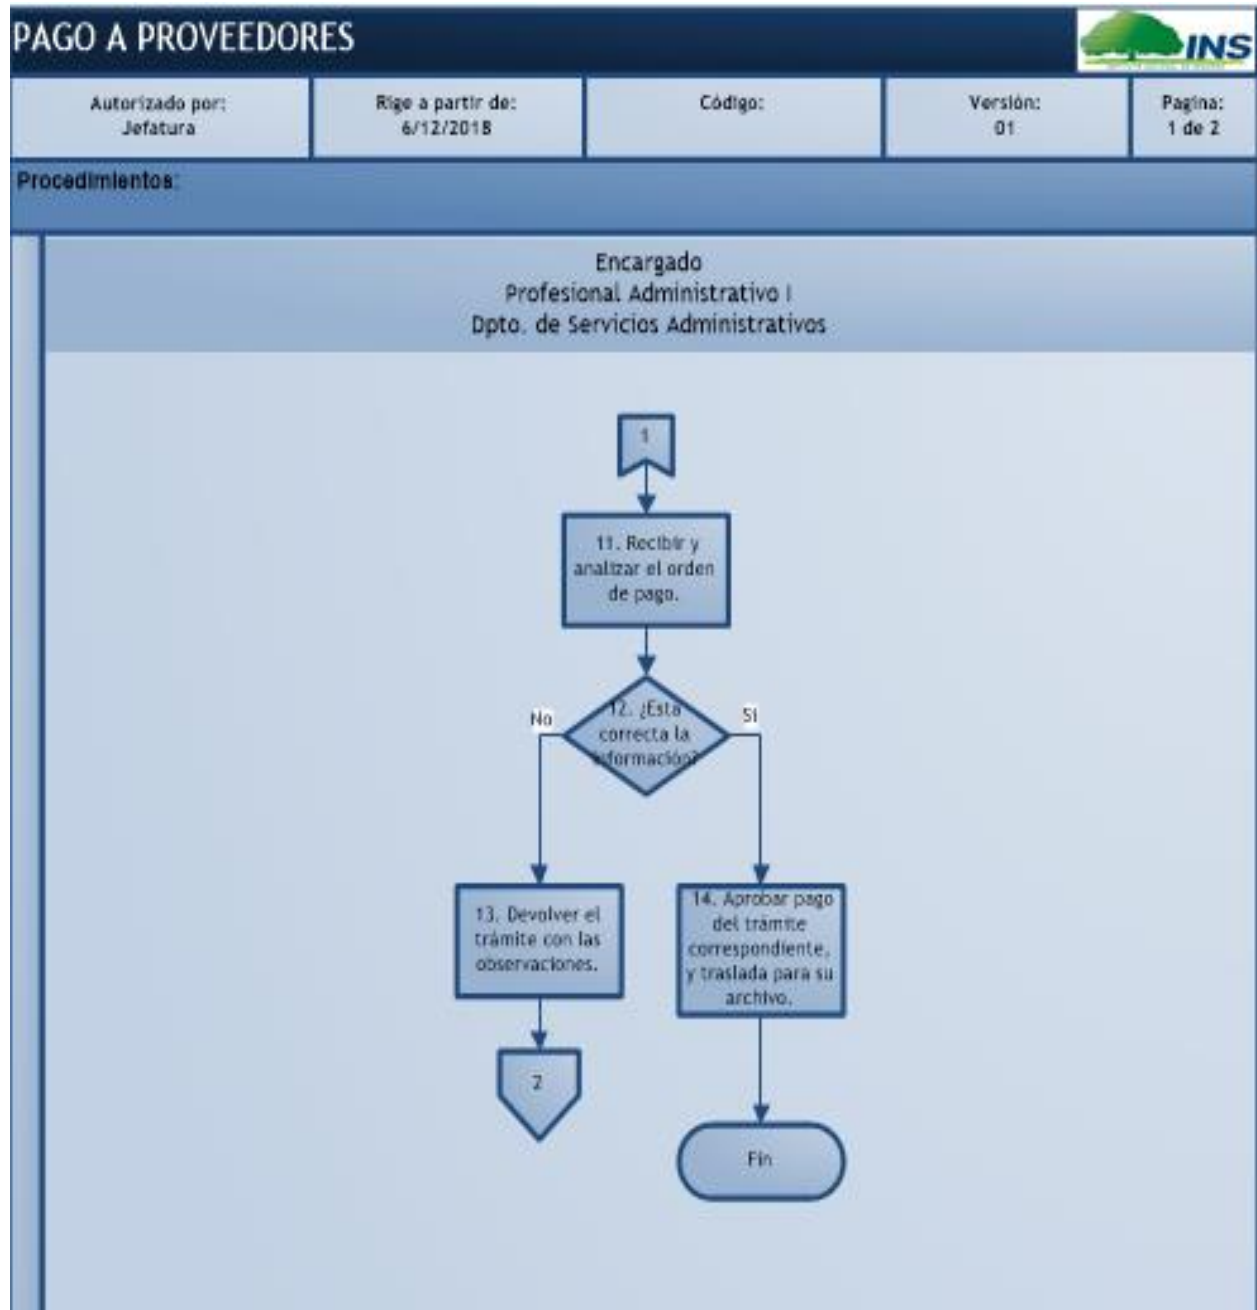 PAGO A PROVEEDORES
INS
Autorizado por:
Jefatura
Rige a partir de:
6/12/2018
Código:
Versión:
01
Pagina:
1 de 2
Procedimientos:
Encargado
Profesional Administrativo I
Dpto. de Servicios Administrativos
1
11. Recibir y
analizar el orden
de pago.
12. ¿Esta
correcta la
información?
No
Si
13. Devolver el
trámite con las
observaciones.
14. Aprobar pago
del trámite
correspondiente,
y traslada para su
archivo.
2
Fin